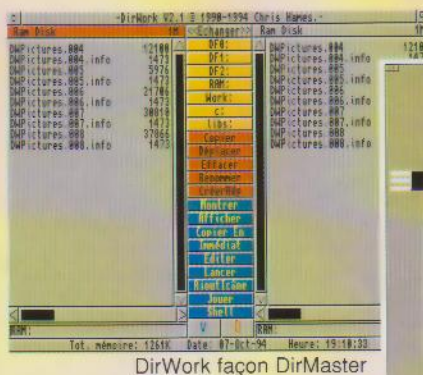 -DirWork V2.1 1990-1994 Chris Hames.-
Ram Disk 1M <<Echanger>> Ram Disk
DWPictures.004 12100
DWPictures.004.info 1473
DWPictures.005 5976
DWPictures.005.info 1473
DWPictures.006 21706
DWPictures.006.info 1473
DWPictures.007 30010
DWPictures.007.info 1473
DWPictures.008 37866
DWPictures.008.info 1473
DF0:
DF1:
DF2:
RAM:
Work:
c:
libs:
Copier
Déplacer
Effacer
Renommer
CréerRép
Montrer
Afficher
Copier En
Immédiat
Editer
Lancer
AjoutIcône
Jouer
Shell
DWPictures.004
DWPictures.004.info
DWPictures.005
DWPictures.005.info
DWPictures.006
DWPictures.006.info
DWPictures.007
DWPictures.007.info
DWPictures.008
DWPictures.008.info
RAM: RAM:
Tot. mémoire: 1261K Date: 07-Oct-94 Heure: 19:10:33
DirWork façon DirMaster